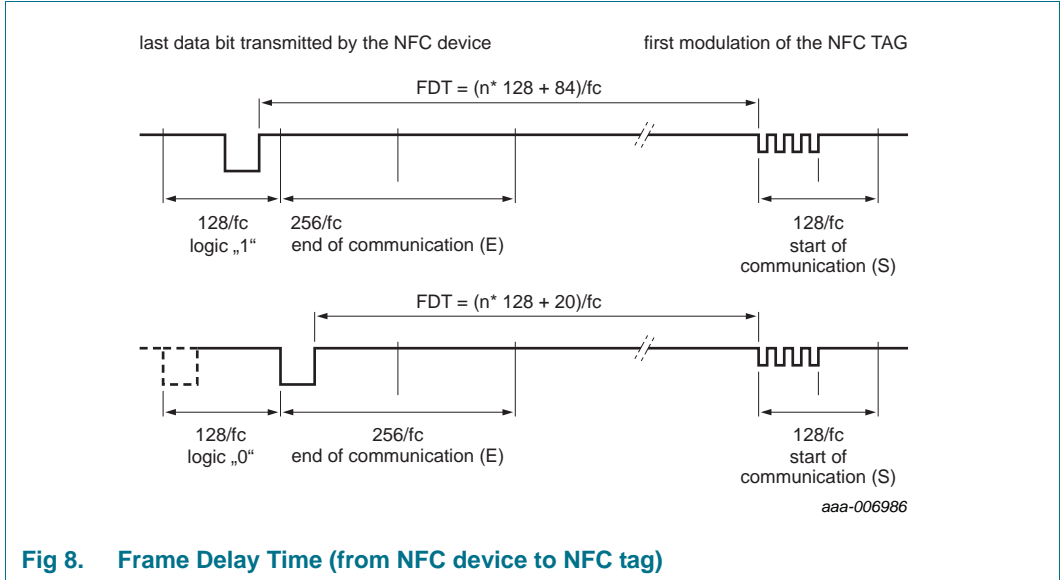 last data bit transmitted by the NFC device
first modulation of the NFC TAG
FDT = (n* 128 + 84)/fc
128/fc
logic „1“
256/fc
end of communication (E)
128/fc
start of
communication (S)
FDT = (n* 128 + 20)/fc
128/fc
logic „0“
256/fc
end of communication (E)
128/fc
start of
communication (S)
aaa-006986
Fig 8. Frame Delay Time (from NFC device to NFC tag)